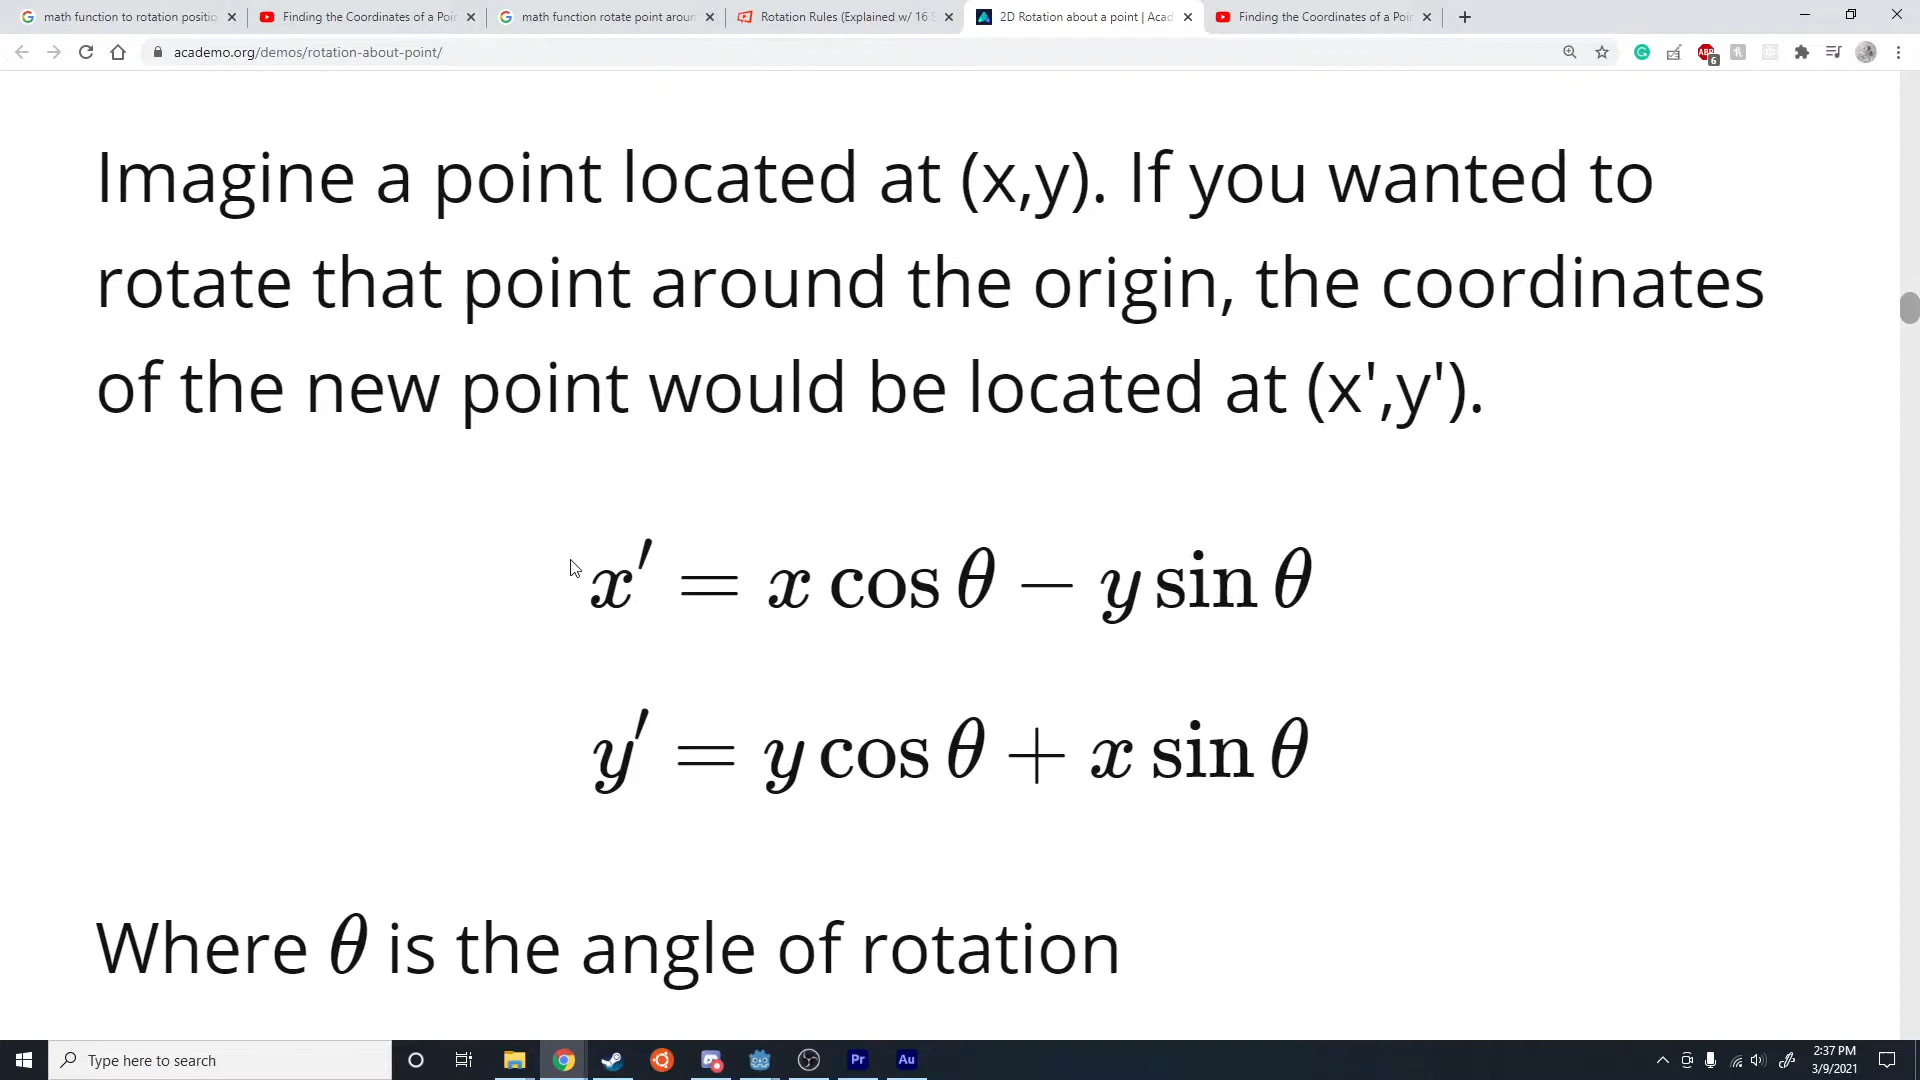 math function to rotation positio
Finding the Coordinates of a Poin
math function rotate point aroun
Rotation Rules (Explained w/ 16 S
2D Rotation about a point | Acad
Finding the Coordinates of a Poin
academo.org/demos/rotation-about-point/
ABP
6
Imagine a point located at (x,y). If you wanted to
rotate that point around the origin, the coordinates
of the new point would be located at (x',y').
x′ = x cos θ − y sin θ
y′ = y cos θ + x sin θ
Where θ is the angle of rotation
Type here to search
Pr
Au
2:37 PM
3/9/2021